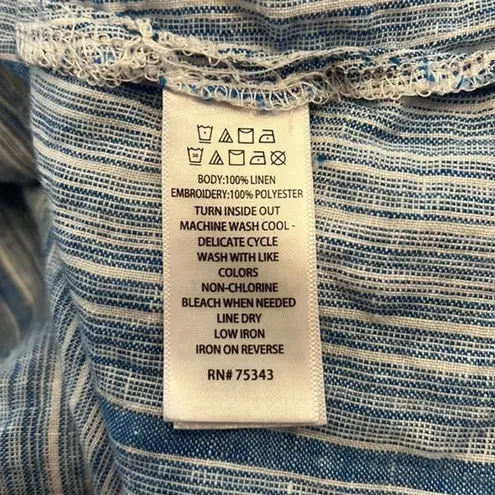 BODY:100% LINEN
EMBROIDERY:100% POLYESTER
TURN INSIDE OUT
MACHINE WASH COOL -
DELICATE CYCLE
WASH WITH LIKE
COLORS
NON-CHLORINE
BLEACH WHEN NEEDED
LINE DRY
LOW IRON
IRON ON REVERSE
RN# 75343